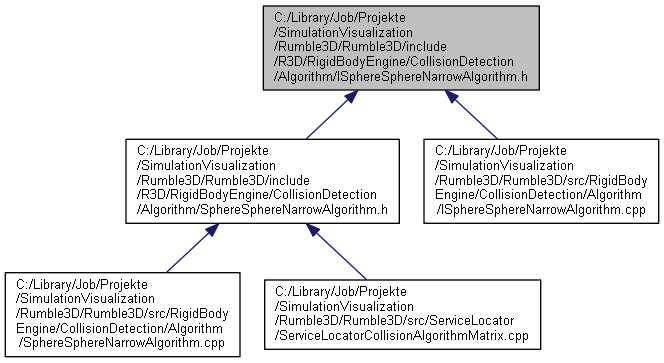 C:/Library/Job/Projekte
/SimulationVisualization
/Rumble3D/Rumble3D/include
/R3D/RigidBodyEngine/CollisionDetection
/Algorithm/ISphereSphereNarrowAlgorithm.h
C:/Library/Job/Projekte
/SimulationVisualization
/Rumble3D/Rumble3D/include
/R3D/RigidBodyEngine/CollisionDetection
/Algorithm/SphereSphereNarrowAlgorithm.h
C:/Library/Job/Projekte
/SimulationVisualization
/Rumble3D/Rumble3D/src/RigidBody
Engine/CollisionDetection/Algorithm
/ISphereSphereNarrowAlgorithm.cpp
C:/Library/Job/Projekte
/SimulationVisualization
/Rumble3D/Rumble3D/src/RigidBody
Engine/CollisionDetection/Algorithm
/SphereSphereNarrowAlgorithm.cpp
C:/Library/Job/Projekte
/SimulationVisualization
/Rumble3D/Rumble3D/src/ServiceLocator
/ServiceLocatorCollisionAlgorithmMatrix.cpp